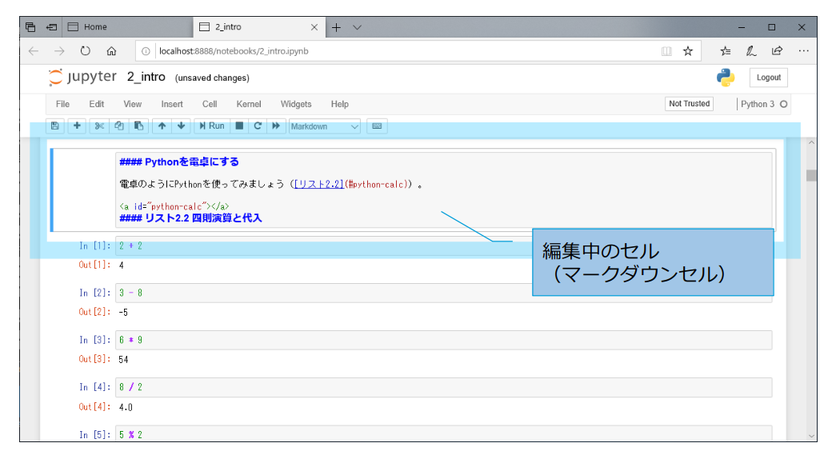 Home
2_intro
localhost:8888/notebooks/2_intro.ipynb
jupyter 2_intro (unsaved changes)
Logout
File Edit View Insert Cell Kernel Widgets Help
Not Trusted
Python 3
Run
Markdown
#### Pythonを電卓にする
電卓のようにPythonを使ってみましょう（[リスト2.2](#python-calc)）。
<a id="python-calc"></a>
#### リスト2.2 四則演算と代入
編集中のセル
（マークダウンセル）
In [1]: 2 + 2
Out[1]: 4
In [2]: 3 - 8
Out[2]: -5
In [3]: 6 * 9
Out[3]: 54
In [4]: 8 / 2
Out[4]: 4.0
In [5]: 5 % 2